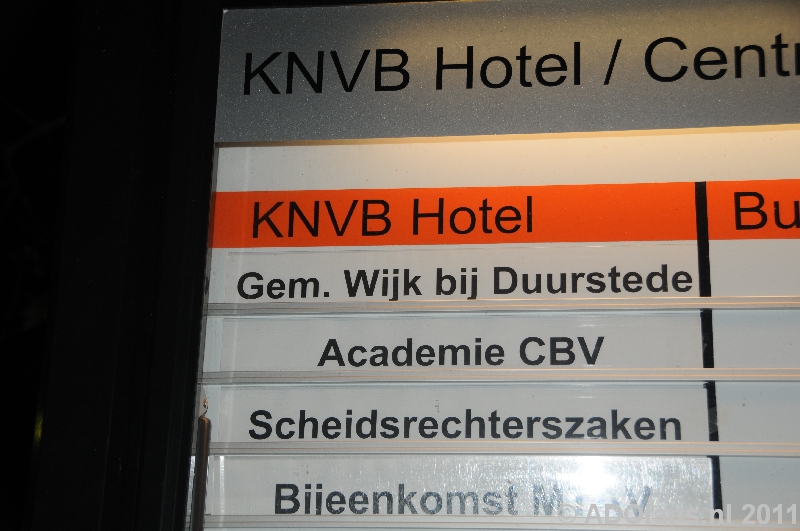 KNVB Hotel / Centr
KNVB Hotel
Bu
Gem. Wijk bij Duurstede
Academie CBV
Scheidsrechterszaken
Bijeenkomst
2011